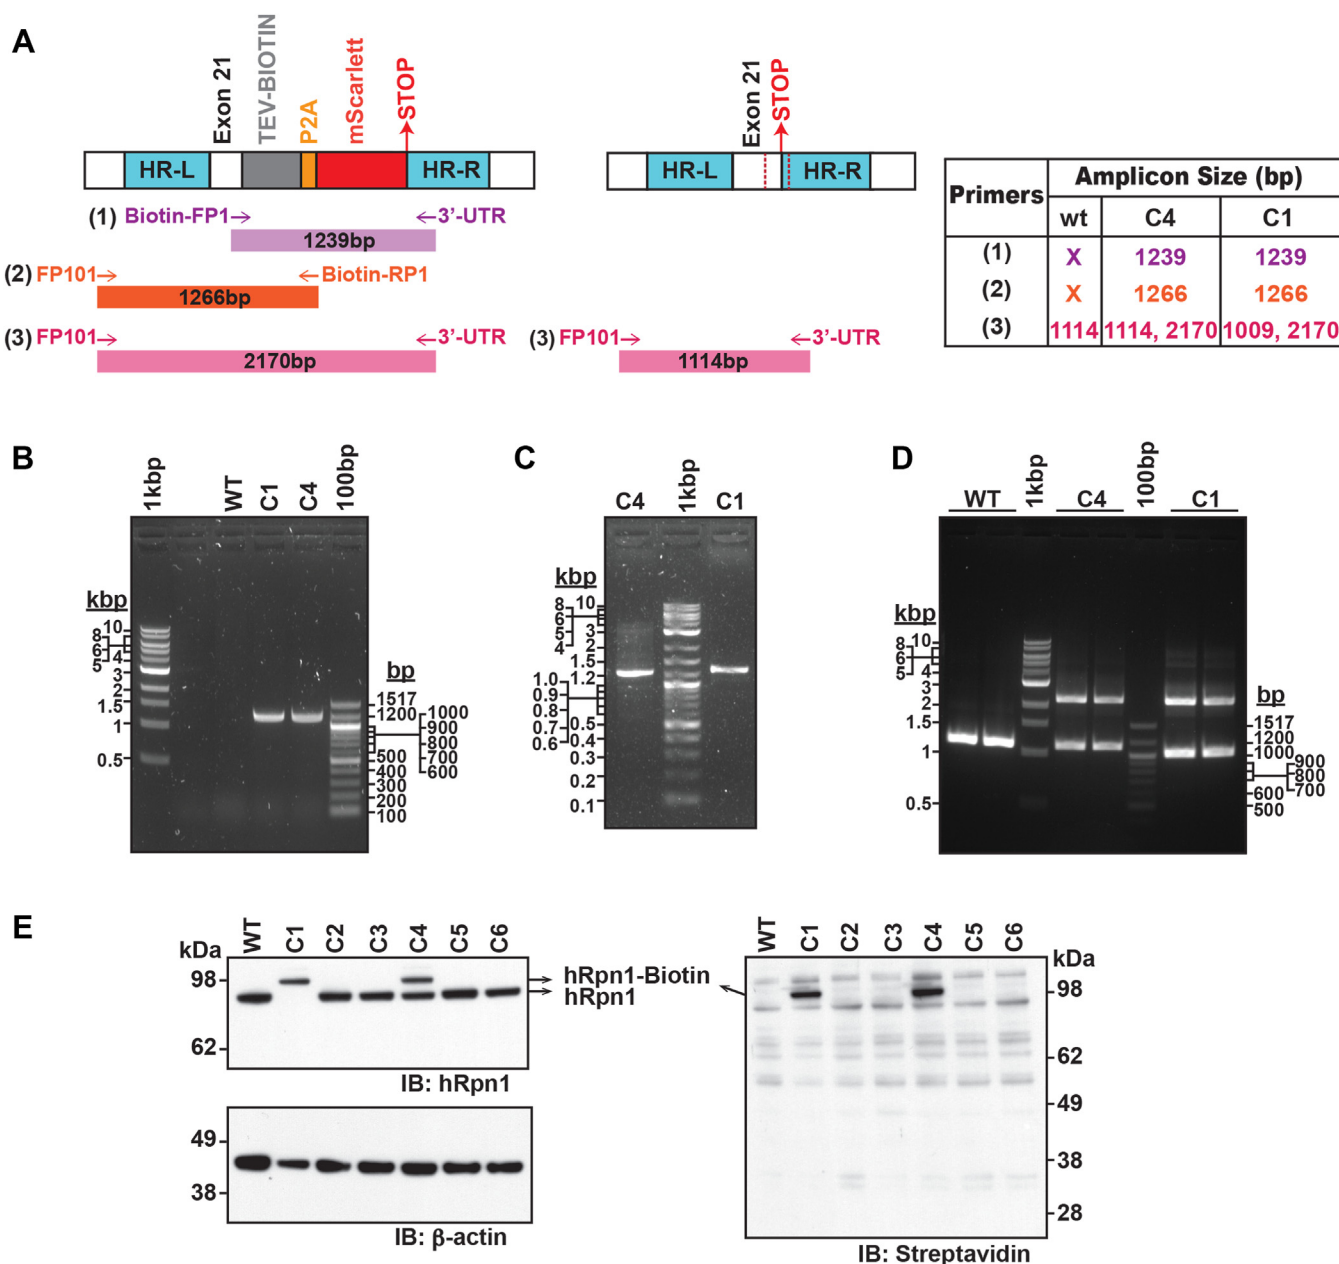 A
Exon 21
TEV-BIOTIN
P2A
mScarlett
STOP
HR-L
HR-R
(1) Biotin-FP1
3'-UTR
1239bp
(2) FP101
Biotin-RP1
1266bp
(3) FP101
3'-UTR
2170bp
Exon 21
STOP
HR-L
HR-R
(3) FP101
3'-UTR
1114bp
Primers
Amplicon Size (bp)
wt C4 C1
(1) X 1239 1239
(2) X 1266 1266
(3) 1114 1114, 2170 1009, 2170
B
1kbp
WT
C1
C4
100bp
kbp
10
8
6
5
4
3
2
1.5
1
0.5
bp
1517
1200
1000
900
800
700
600
500
400
300
200
100
C
C4
1kbp
C1
kbp
10
8
6
5
4
3
2
1.5
1.2
1.0
0.9
0.8
0.7
0.6
0.5
0.4
0.3
0.2
0.1
D
WT
1kbp
C4
100bp
C1
kbp
10
8
6
5
4
3
2
1.5
1
0.5
bp
1517
1200
1000
900
800
700
600
500
E
kDa
WT C1 C2 C3 C4 C5 C6
98
62
hRpn1-Biotin
hRpn1
IB: hRpn1
49
38
IB: β-actin
WT C1 C2 C3 C4 C5 C6
kDa
98
62
49
38
28
IB: Streptavidin